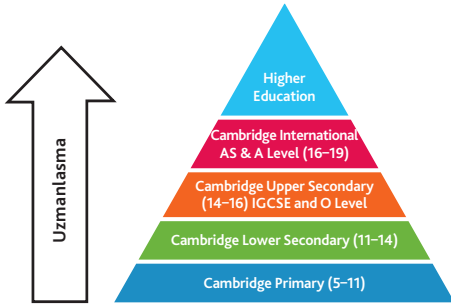 Uzmanlasma
Higher
Education
Cambridge International
AS & A Level (16–19)
Cambridge Upper Secondary
(14–16) IGCSE and O Level
Cambridge Lower Secondary (11–14)
Cambridge Primary (5–11)